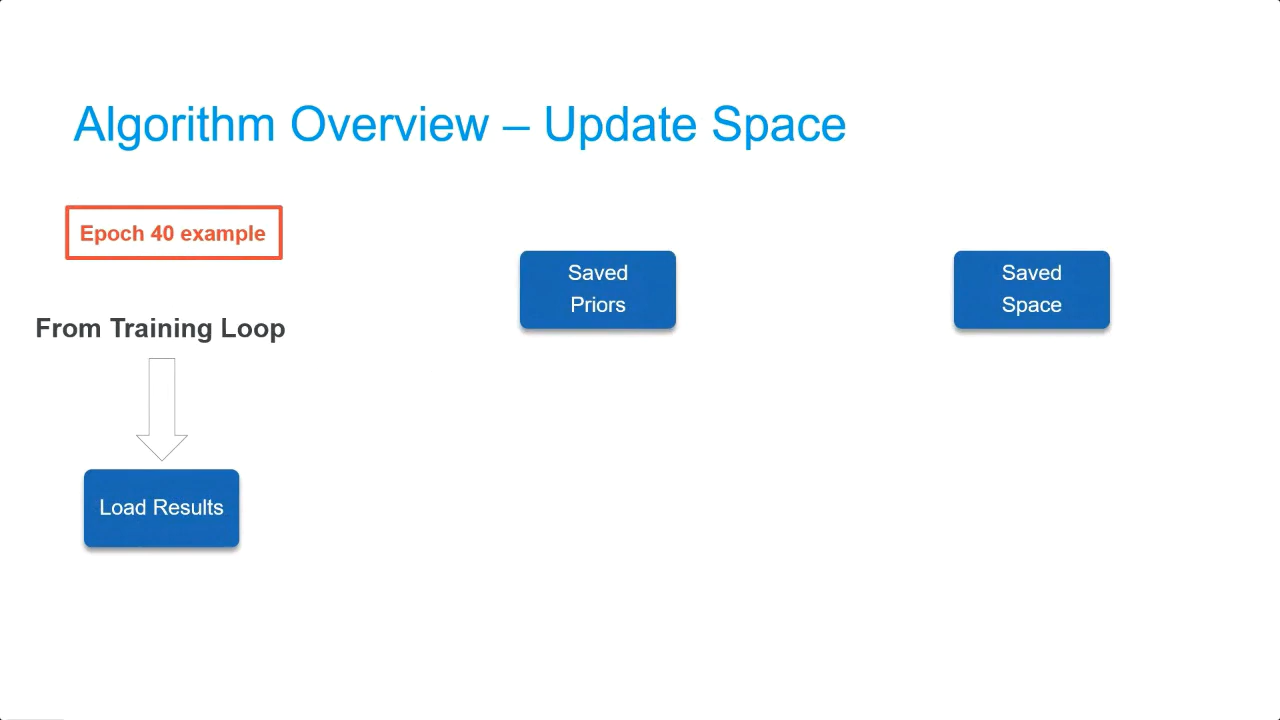 Algorithm Overview – Update Space
Epoch 40 example
From Training Loop
Load Results
Saved
Priors
Saved
Space